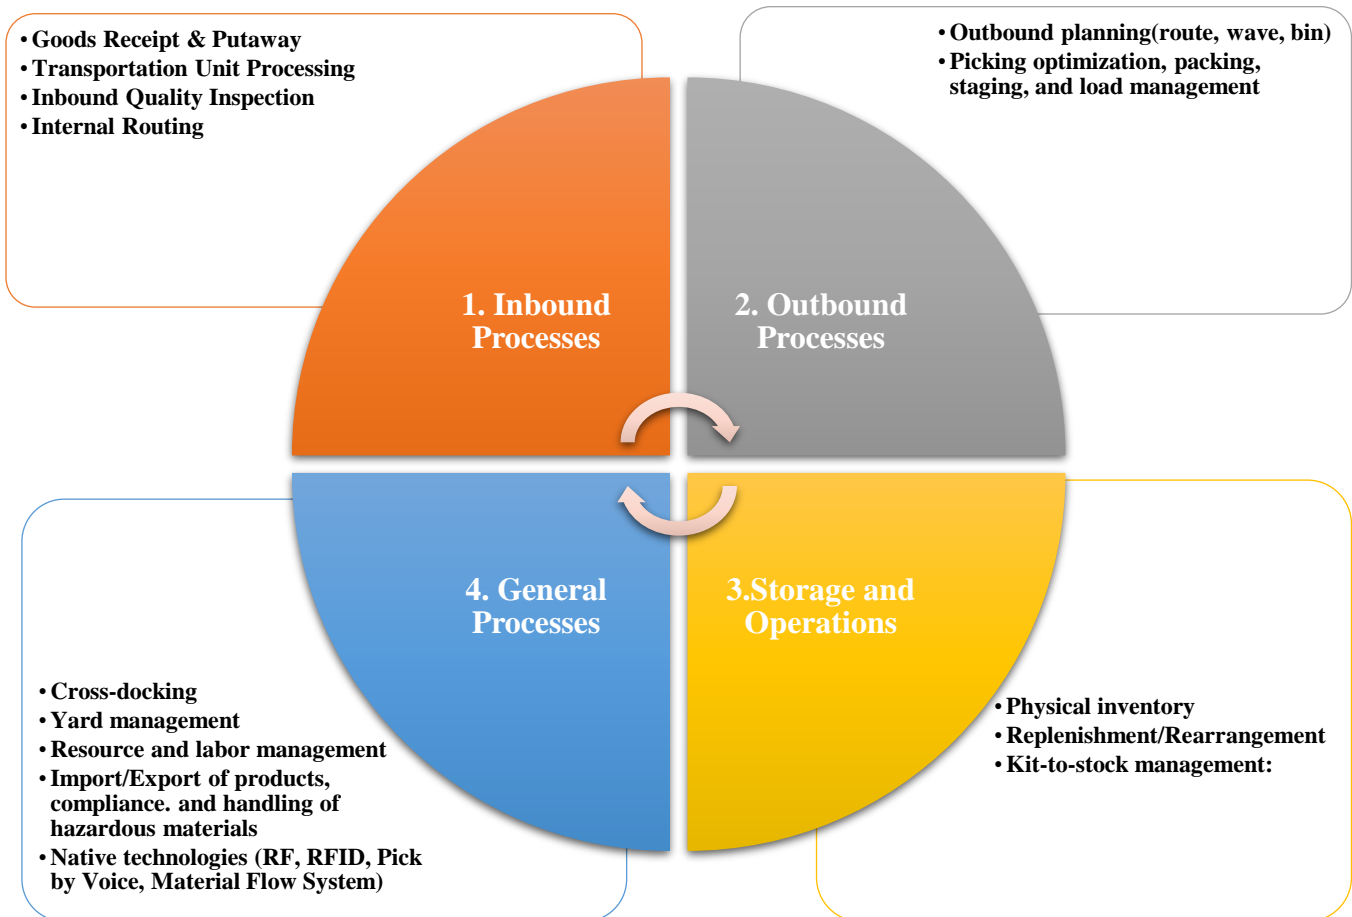 • Goods Receipt & Putaway
• Transportation Unit Processing
• Inbound Quality Inspection
• Internal Routing
• Outbound planning(route, wave, bin)
• Picking optimization, packing,
staging, and load management
1. Inbound
Processes
2. Outbound
Processes
4. General
Processes
3.Storage and
Operations
• Cross-docking
• Yard management
• Resource and labor management
• Import/Export of products,
compliance. and handling of
hazardous materials
• Native technologies (RF, RFID, Pick
by Voice, Material Flow System)
• Physical inventory
• Replenishment/Rearrangement
• Kit-to-stock management: